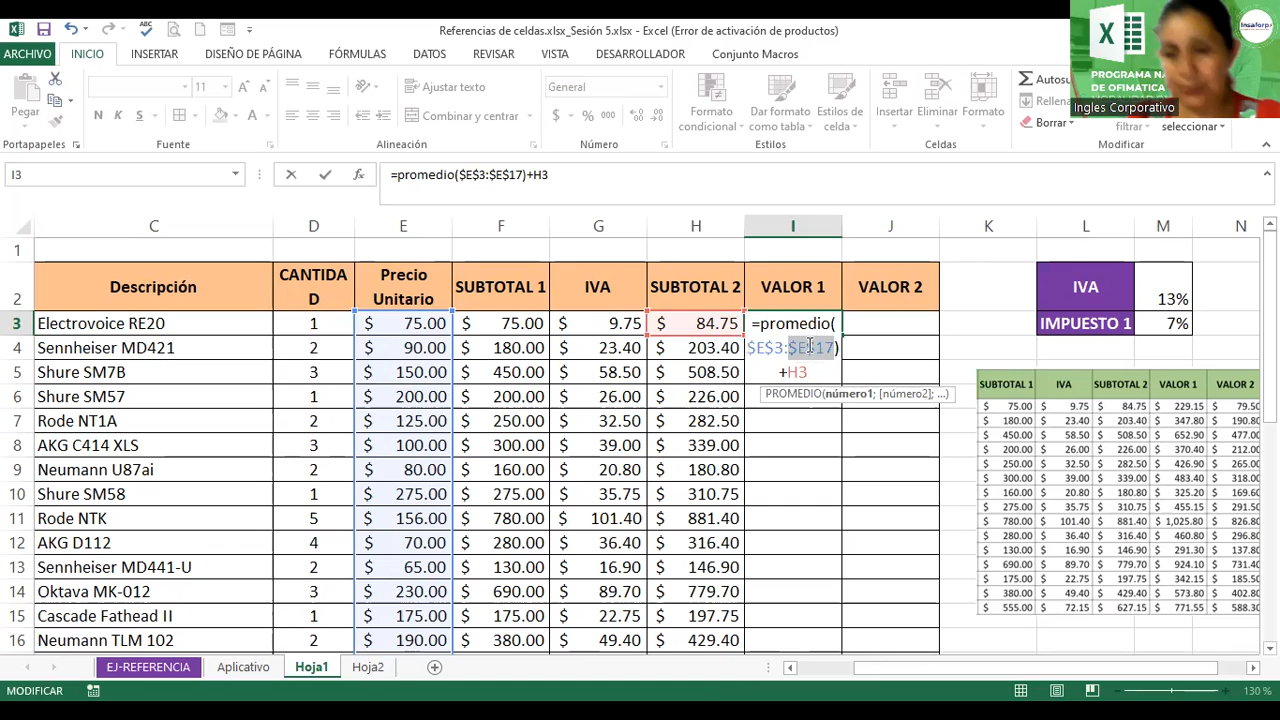 Referencias de celdas.xlsx_Sesión 5.xlsx - Excel (Error de activación de productos)
ARCHIVO INICIO INSERTAR DISEÑO DE PÁGINA FÓRMULAS DATOS REVISAR VISTA DESARROLLADOR Conjunto Macros
PROGRAMA NA
DE OFIMATICA
Ingles Corporativo
Insaforp
Pegar
11
N K S
Ajustar texto
Combinar y centrar
General
$ % 000
Formato condicional
Dar formato como tabla
Estilos de celda
Insertar Eliminar Formato
Autosu
Rellena
Borrar
filtrar
seleccionar
Portapapeles Fuente Alineación Número Estilos Celdas Modificar
I3 =promedio($E$3:$E$17)+H3
C D E F G H I J K L M N
1
2 Descripción CANTIDAD Precio Unitario SUBTOTAL 1 IVA SUBTOTAL 2 VALOR 1 VALOR 2 IVA 13%
3 Electrovoice RE20 1 $ 75.00 $ 75.00 $ 9.75 $ 84.75 =promedio( IMPUESTO 1 7%
4 Sennheiser MD421 2 $ 90.00 $ 180.00 $ 23.40 $ 203.40 $E$3:$E$17)
5 Shure SM7B 3 $ 150.00 $ 450.00 $ 58.50 $ 508.50 +H3
PROMEDIO(número1; [número2]; ...)
6 Shure SM57 1 $ 200.00 $ 200.00 $ 26.00 $ 226.00
7 Rode NT1A 2 $ 125.00 $ 250.00 $ 32.50 $ 282.50
8 AKG C414 XLS 3 $ 100.00 $ 300.00 $ 39.00 $ 339.00
9 Neumann U87ai 2 $ 80.00 $ 160.00 $ 20.80 $ 180.80
10 Shure SM58 1 $ 275.00 $ 275.00 $ 35.75 $ 310.75
11 Rode NTK 5 $ 156.00 $ 780.00 $ 101.40 $ 881.40
12 AKG D112 4 $ 70.00 $ 280.00 $ 36.40 $ 316.40
13 Sennheiser MD441-U 2 $ 65.00 $ 130.00 $ 16.90 $ 146.90
14 Oktava MK-012 3 $ 230.00 $ 690.00 $ 89.70 $ 779.70
15 Cascade Fathead II 1 $ 175.00 $ 175.00 $ 22.75 $ 197.75
16 Neumann TLM 102 2 $ 190.00 $ 380.00 $ 49.40 $ 429.40
SUBTOTAL 1 IVA SUBTOTAL 2 VALOR 1 VALOR 2
$ 75.00 $ 9.75 $ 84.75 $ 229.15 $ 79.50
$ 180.00 $ 23.40 $ 203.40 $ 347.80 $ 190.80
$ 450.00 $ 58.50 $ 508.50 $ 652.90 $ 477.00
$ 200.00 $ 26.00 $ 226.00 $ 370.40 $ 212.00
$ 250.00 $ 32.50 $ 282.50 $ 426.90 $ 265.00
$ 300.00 $ 39.00 $ 339.00 $ 483.40 $ 318.00
$ 160.00 $ 20.80 $ 180.80 $ 325.20 $ 169.60
$ 275.00 $ 35.75 $ 310.75 $ 455.15 $ 291.50
$ 780.00 $ 101.40 $ 881.40 $ 1,025.80 $ 826.80
$ 280.00 $ 36.40 $ 316.40 $ 460.80 $ 296.80
$ 130.00 $ 16.90 $ 146.90 $ 291.30 $ 137.80
$ 690.00 $ 89.70 $ 779.70 $ 924.10 $ 731.40
$ 175.00 $ 22.75 $ 197.75 $ 342.15 $ 185.50
$ 380.00 $ 49.40 $ 429.40 $ 573.80 $ 402.80
$ 555.00 $ 72.15 $ 627.15 $ 771.55 $ 588.30
EJ-REFERENCIA Aplicativo Hoja1 Hoja2
MODIFICAR 130 %